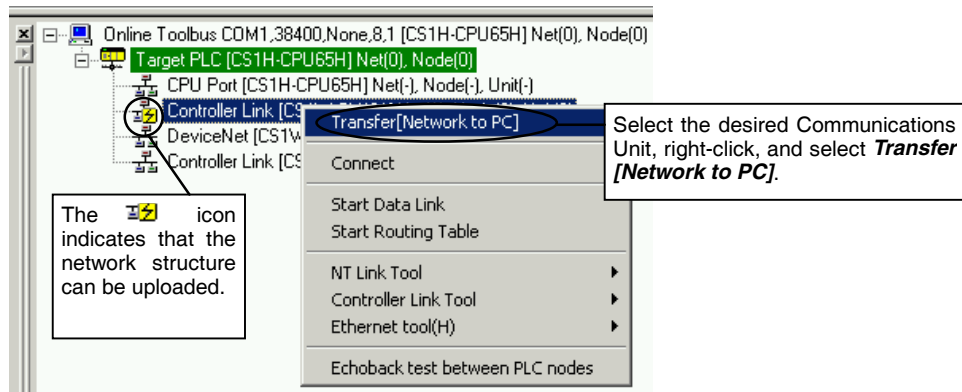 Online Toolbus COM1,38400,None,8,1 [CS1H-CPU65H] Net(0), Node(0)
Target PLC [CS1H-CPU65H] Net(0), Node(0)
CPU Port [CS1H-CPU65H] Net(-), Node(-), Unit(-)
Controller Link [CS
DeviceNet [CS1W
Controller Link [CS
Transfer[Network to PC]
Connect
Start Data Link
Start Routing Table
NT Link Tool
Controller Link Tool
Ethernet tool(H)
Echoback test between PLC nodes
Select the desired Communications
Unit, right-click, and select Transfer
[Network to PC].
The icon
indicates that the
network structure
can be uploaded.